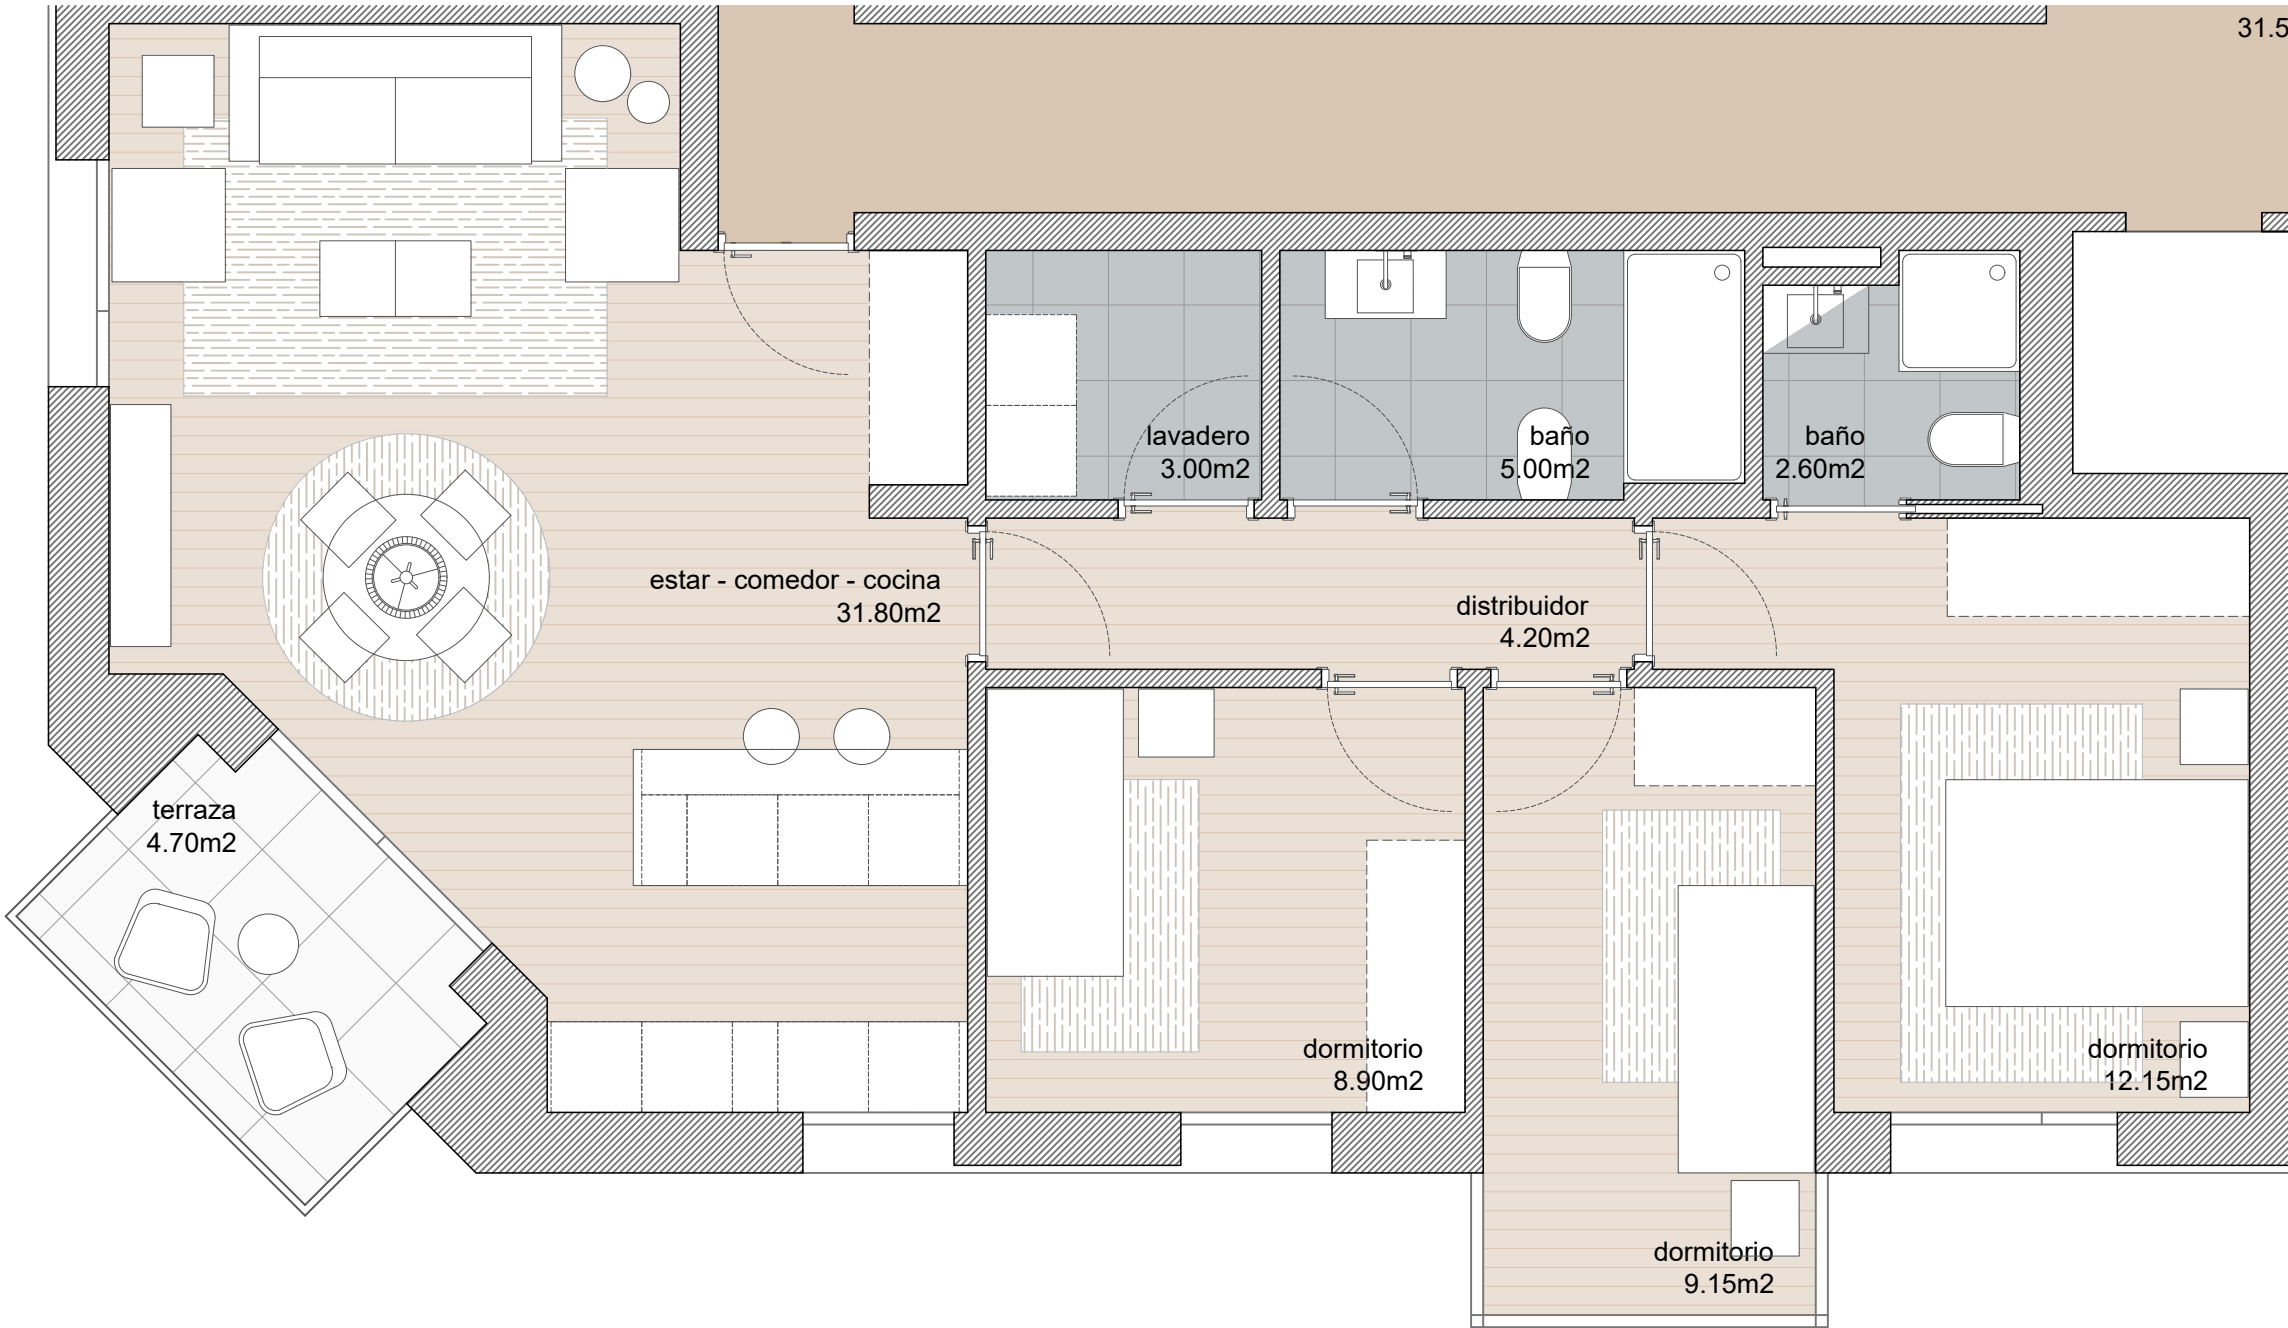 31.5
lavadero
3.00m2
baño
5.00m2
baño
2.60m2
estar - comedor - cocina
31.80m2
distribuidor
4.20m2
terraza
4.70m2
dormitorio
8.90m2
dormitorio
12.15m2
dormitorio
9.15m2